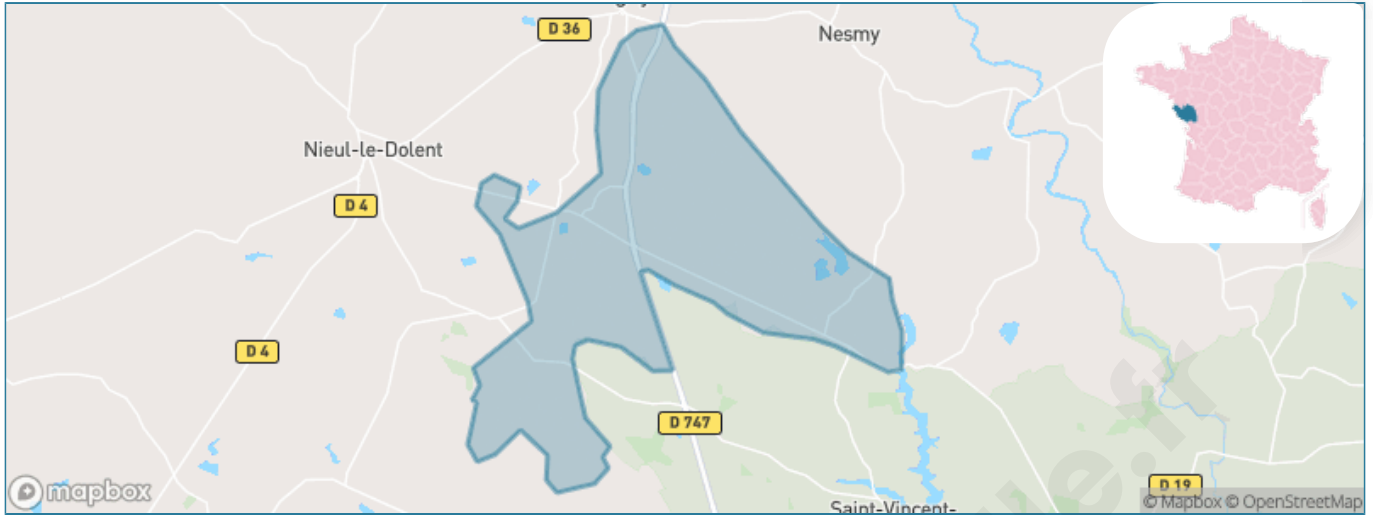 D 36
Nesmy
Nieul-le-Dolent
D 4
D 4
D 747
D 19
Saint-Vincent-
mapbox
© Mapbox © OpenStreetMap